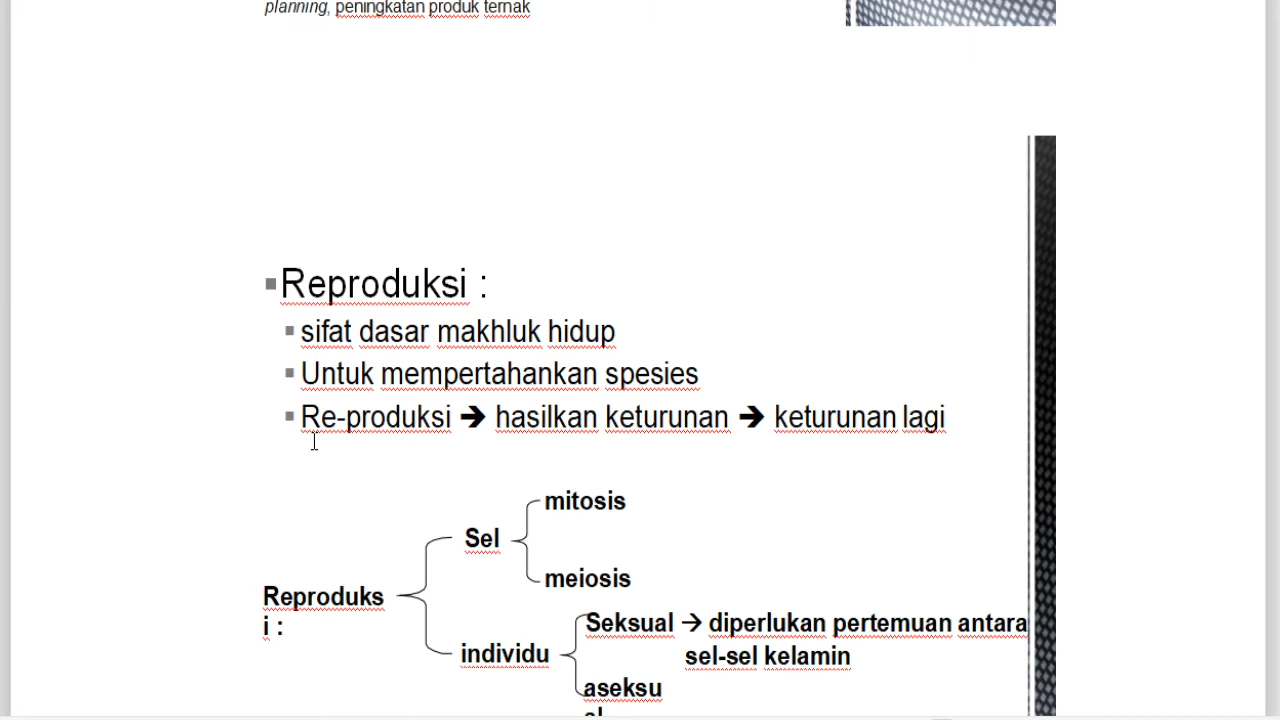 planning, peningkatan produk ternak
Reproduksi :
sifat dasar makhluk hidup
Untuk mempertahankan spesies
Re-produksi ➔ hasilkan keturunan ➔ keturunan lagi
mitosis
Sel
meiosis
Reproduks
i :
Seksual → diperlukan pertemuan antara
sel-sel kelamin
individu
aseksu
al